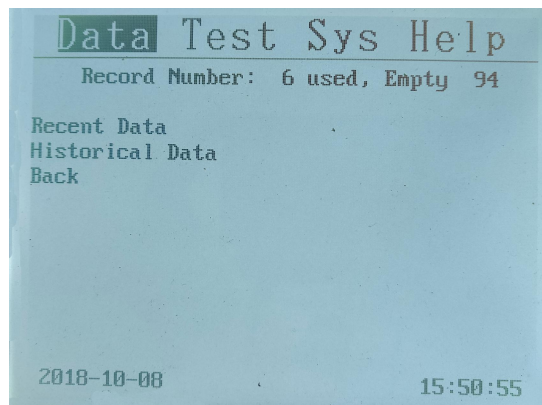 Data Test Sys Help
Record Number: 6 used, Empty 94
Recent Data
Historical Data
Back
2018-10-08 15:50:55